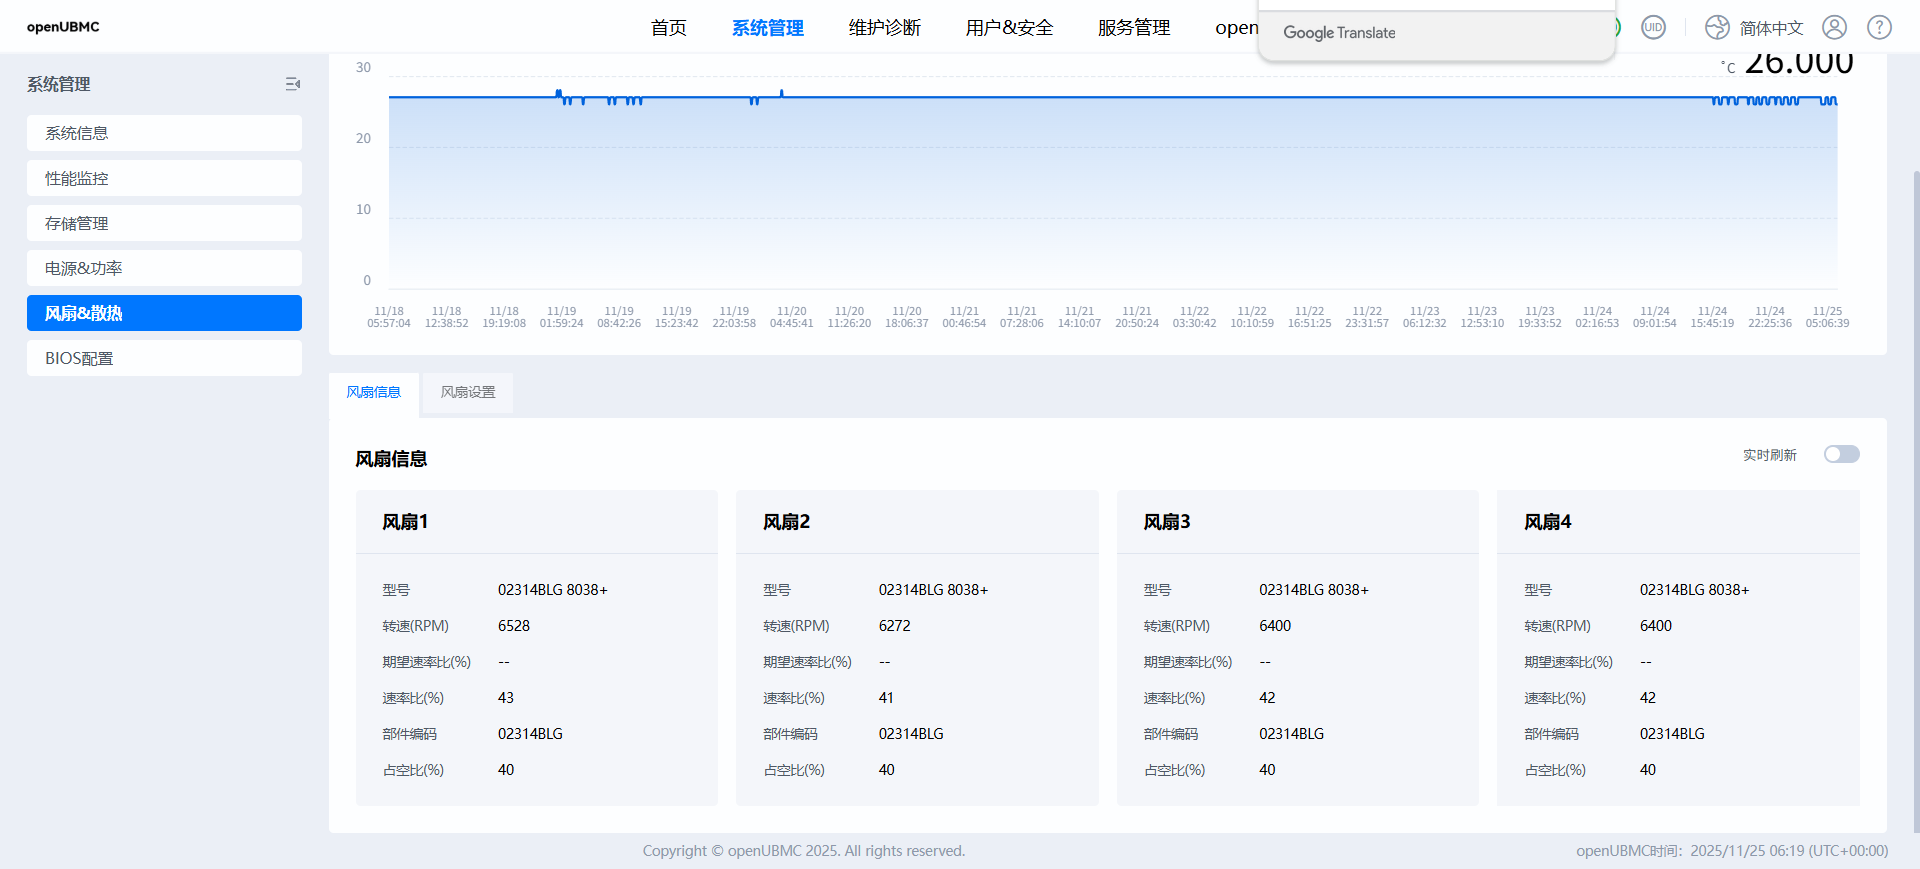 openUBMC
首页 系统管理 维护诊断 用户&安全 服务管理 open
Google Translate
UID
简体中文
系统管理
系统信息
性能监控
存储管理
电源&功率
风扇&散热
BIOS配置
°C 26.000
30
20
10
0
11/18 05:57:04
11/18 12:38:52
11/18 19:19:08
11/19 01:59:24
11/19 08:42:26
11/19 15:23:42
11/19 22:03:58
11/20 04:45:41
11/20 11:26:20
11/20 18:06:37
11/21 00:46:54
11/21 07:28:06
11/21 14:10:07
11/21 20:50:24
11/22 03:30:42
11/22 10:10:59
11/22 16:51:25
11/22 23:31:57
11/23 06:12:32
11/23 12:53:10
11/23 19:33:52
11/24 02:16:53
11/24 09:01:54
11/24 15:45:19
11/24 22:25:36
11/25 05:06:39
风扇信息 风扇设置
风扇信息
实时刷新
风扇1
型号 02314BLG 8038+
转速(RPM) 6528
期望速率比(%) --
速率比(%) 43
部件编码 02314BLG
占空比(%) 40
风扇2
型号 02314BLG 8038+
转速(RPM) 6272
期望速率比(%) --
速率比(%) 41
部件编码 02314BLG
占空比(%) 40
风扇3
型号 02314BLG 8038+
转速(RPM) 6400
期望速率比(%) --
速率比(%) 42
部件编码 02314BLG
占空比(%) 40
风扇4
型号 02314BLG 8038+
转速(RPM) 6400
期望速率比(%) --
速率比(%) 42
部件编码 02314BLG
占空比(%) 40
Copyright © openUBMC 2025. All rights reserved.
openUBMC时间：2025/11/25 06:19 (UTC+00:00)